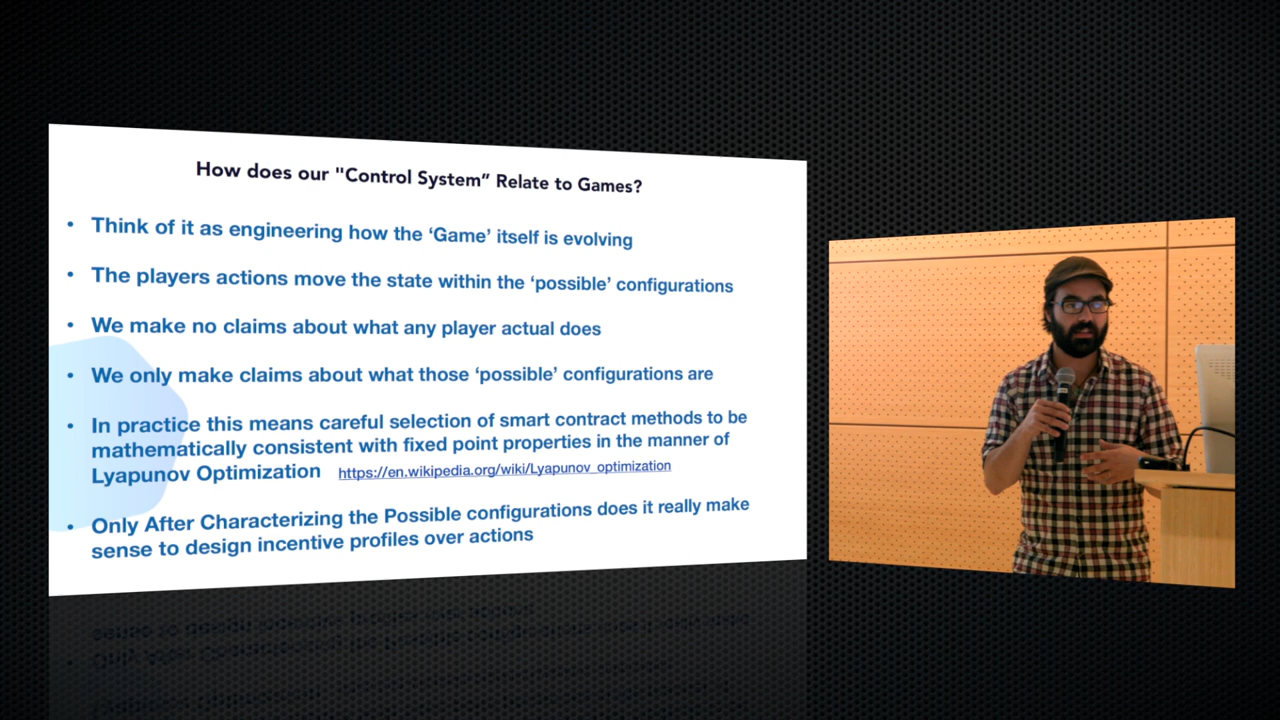 How does our "Control System” Relate to Games?
• Think of it as engineering how the ‘Game’ itself is evolving
• The players actions move the state within the ‘possible’ configurations
• We make no claims about what any player actual does
• We only make claims about what those ‘possible’ configurations are
• In practice this means careful selection of smart contract methods to be
mathematically consistent with fixed point properties in the manner of
Lyapunov Optimization https://en.wikipedia.org/wiki/Lyapunov_optimization
• Only After Characterizing the Possible configurations does it really make
sense to design incentive profiles over actions